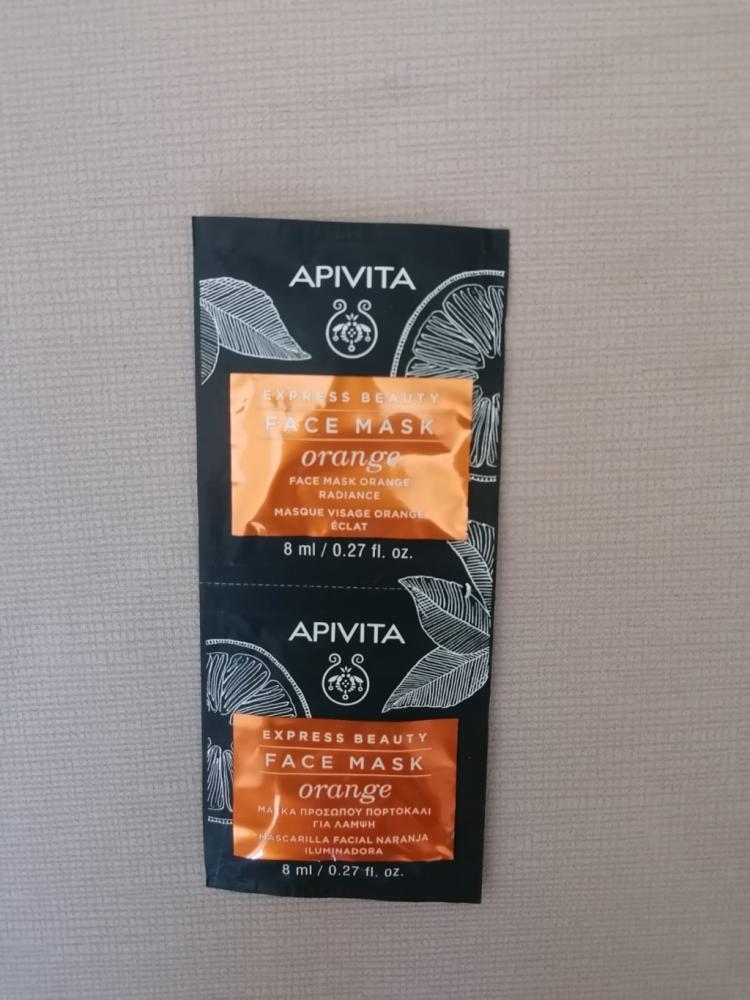 APIVITA
EXPRESS BEAUTY
FACE MASK
orange
FACE MASK ORANGE
RADIANCE
MASQUE VISAGE ORANGE
ÉCLAT
8 ml / 0.27 fl. oz.
APIVITA
EXPRESS BEAUTY
FACE MASK
orange
ΜΑΣΚΑ ΠΡΟΣΩΠΟΥ ΠΟΡΤΟΚΑΛΙ
ΓΙΑ ΛΑΜΨΗ
MASCARILLA FACIAL NARANJA
ILUMINADORA
8 ml / 0.27 fl. oz.